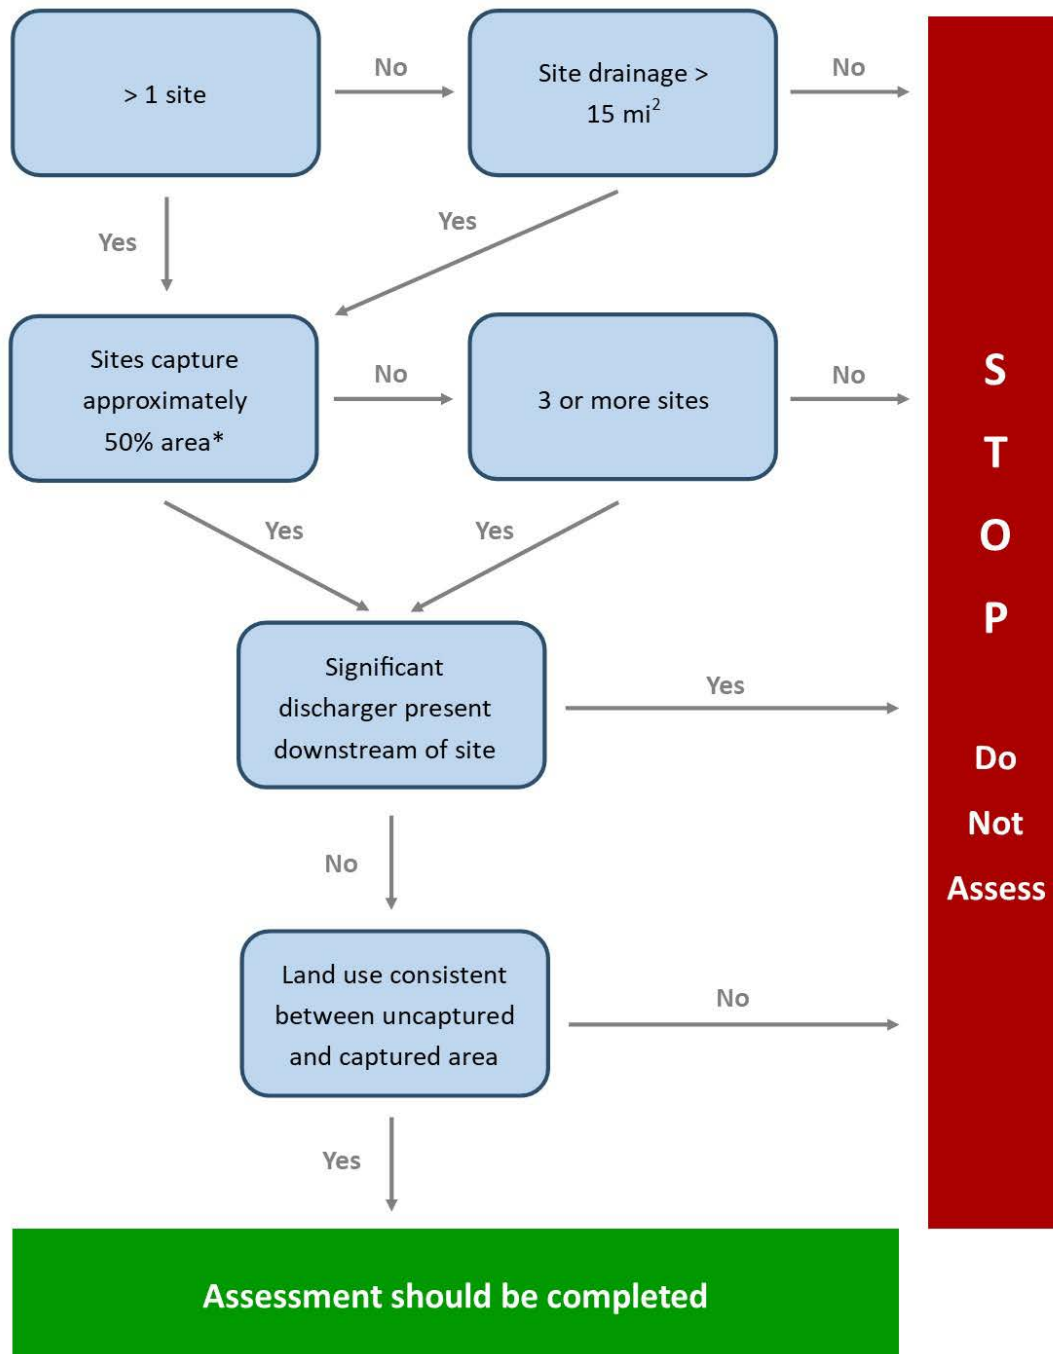 > 1 site
No
Site drainage >
15 mi²
No
Yes
Yes
Sites capture
approximately
50% area*
No
3 or more sites
No
Yes
Yes
Significant
discharger present
downstream of site
Yes
No
Land use consistent
between uncaptured
and captured area
No
Yes
Assessment should be completed
S
T
O
P
Do
Not
Assess